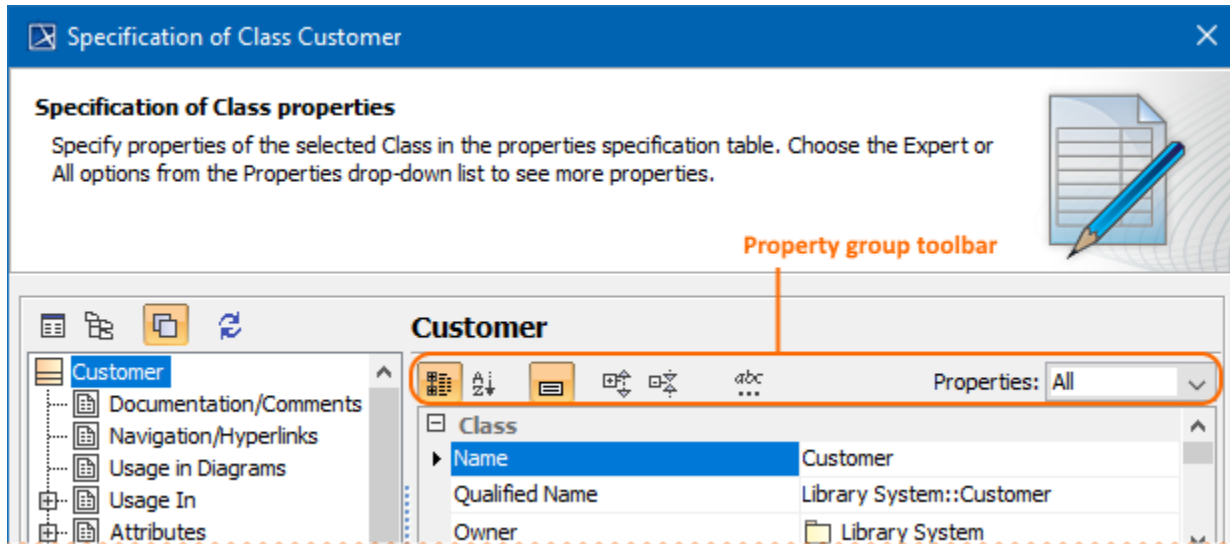 Specification of Class Customer
Specification of Class properties
Specify properties of the selected Class in the properties specification table. Choose the Expert or
All options from the Properties drop-down list to see more properties.
Property group toolbar
Customer
Properties: All
Customer
Documentation/Comments
Navigation/Hyperlinks
Usage in Diagrams
Usage In
Attributes
Class
Name Customer
Qualified Name Library System::Customer
Owner Library System